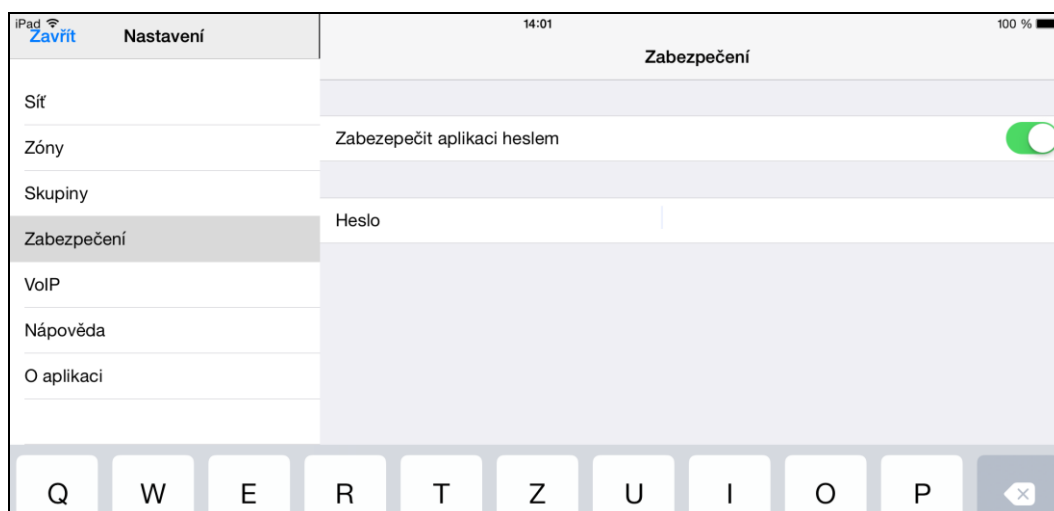 iPad 14:01 100 %
Zavřít Nastavení
Zabezpečení
Síť
Zóny
Skupiny
Zabezpečení
VoIP
Nápověda
O aplikaci
Zabezepečit aplikaci heslem
Heslo
Q W E R T Z U I O P